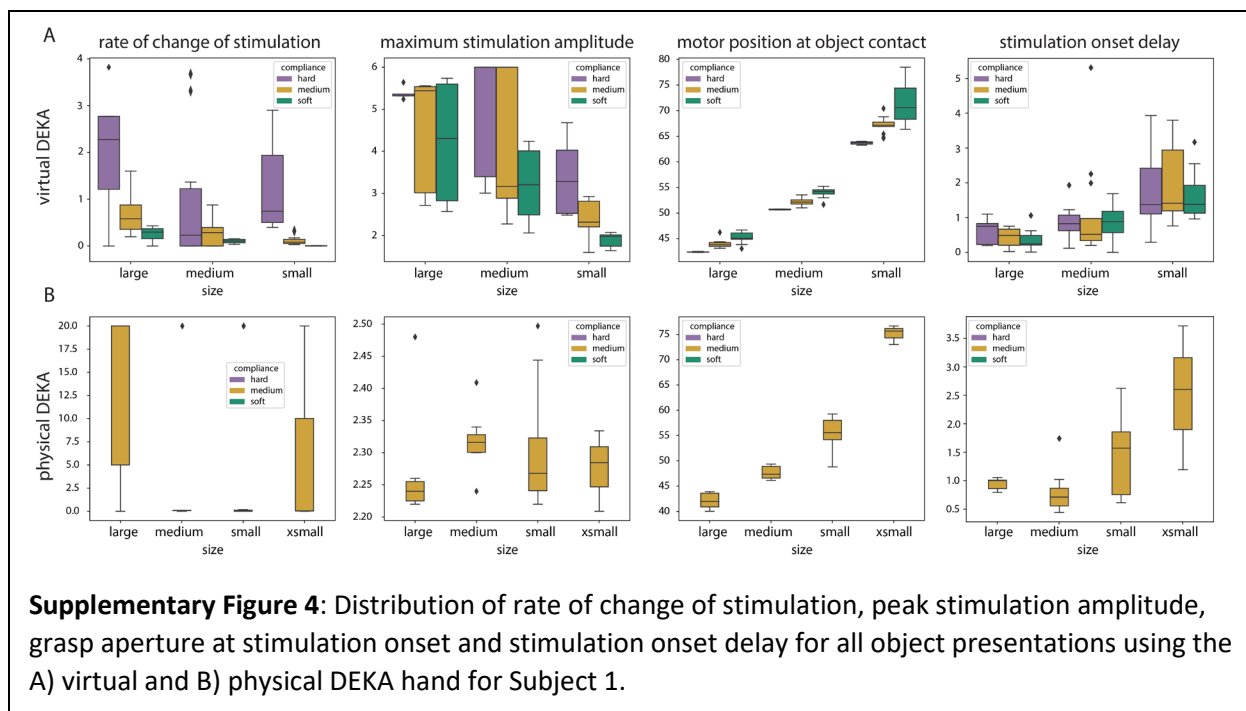 A
rate of change of stimulation
maximum stimulation amplitude
motor position at object contact
stimulation onset delay
virtual DEKA
4
3
2
1
0
compliance
hard
medium
soft
large
medium
small
size
6
5
4
3
2
compliance
hard
medium
soft
large
medium
small
size
80
75
70
65
60
55
50
45
compliance
hard
medium
soft
large
medium
small
size
5
4
3
2
1
0
compliance
hard
medium
soft
large
medium
small
size
B
physical DEKA
20.0
17.5
15.0
12.5
10.0
7.5
5.0
2.5
0.0
compliance
hard
medium
soft
large
medium
small
xsmall
size
2.50
2.45
2.40
2.35
2.30
2.25
2.20
compliance
hard
medium
soft
large
medium
small
xsmall
size
75
70
65
60
55
50
45
40
compliance
hard
medium
soft
large
medium
small
xsmall
size
3.5
3.0
2.5
2.0
1.5
1.0
0.5
compliance
hard
medium
soft
large
medium
small
xsmall
size
Supplementary Figure 4: Distribution of rate of change of stimulation, peak stimulation amplitude,
grasp aperture at stimulation onset and stimulation onset delay for all object presentations using the
A) virtual and B) physical DEKA hand for Subject 1.